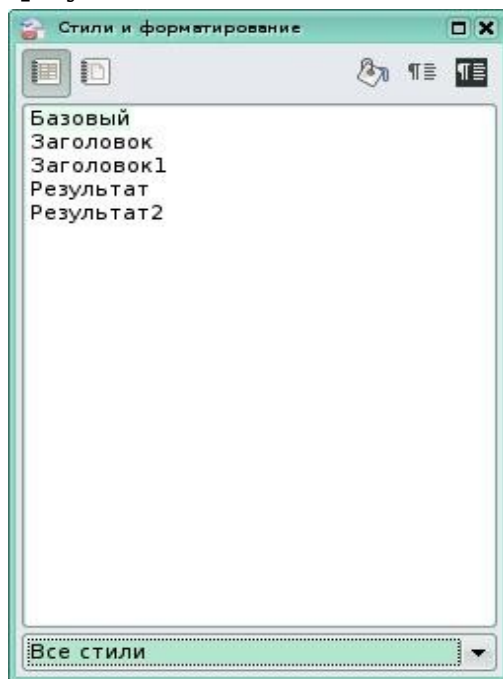 Стили и форматирование
Базовый
Заголовок
Заголовок1
Результат
Результат2
Все стили